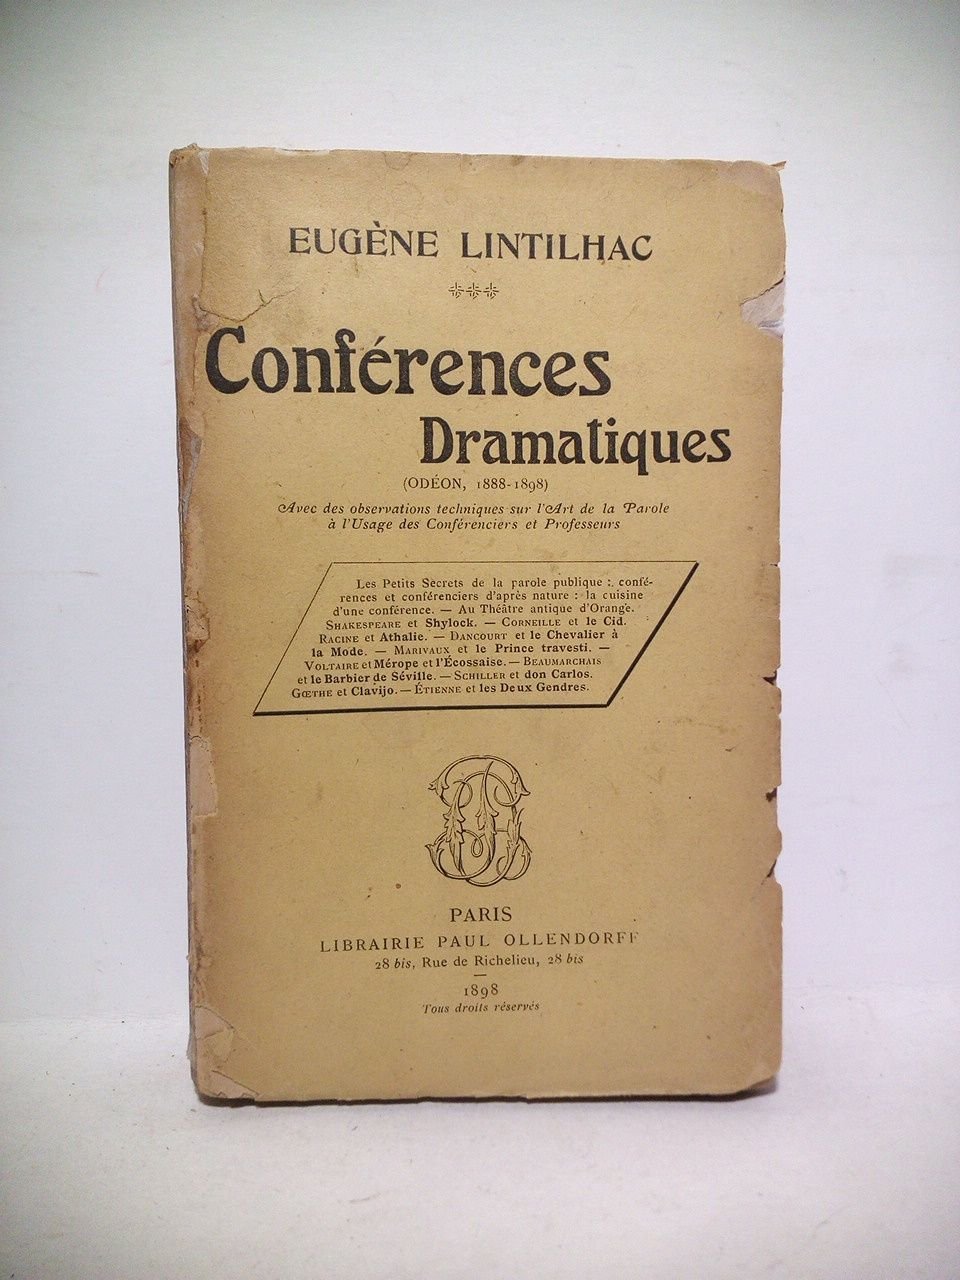 EUGÈNE LINTILHAC
Conférences
Dramatiques
(ODÉON, 1888-1898)
Avec des observations techniques sur l'Art de la Parole
à l'Usage des Conférenciers et Professeurs
Les Petits Secrets de la parole publique : confé-
rences et conférenciers d'après nature : la cuisine
d'une conférence. — Au Théâtre antique d'Orange.
SHAKESPEARE et Shylock. — CORNEILLE et le Cid.
RACINE et Athalie. — DANCOURT et le Chevalier à
la Mode. — MARIVAUX et le Prince travesti. —
VOLTAIRE et Mérope et l'Écossaise. — BEAUMARCHAIS
et le Barbier de Séville. — SCHILLER et don Carlos.
GŒTHE et Clavijo. — ÉTIENNE et les Deux Gendres.
PARIS
LIBRAIRIE PAUL OLLENDORFF
28 bis, Rue de Richelieu, 28 bis
1898
Tous droits réservés